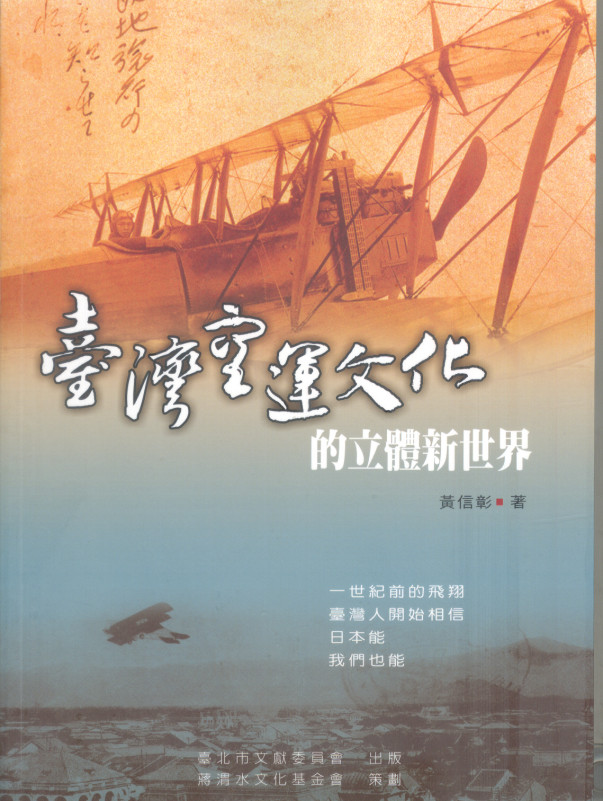 臺灣空運文化
的立體新世界
黃信彰■著
一世紀前的飛翔
臺灣人開始相信
日本能
我們也能
臺北市文獻委員會 出版
蔣渭水文化基金會 策劃